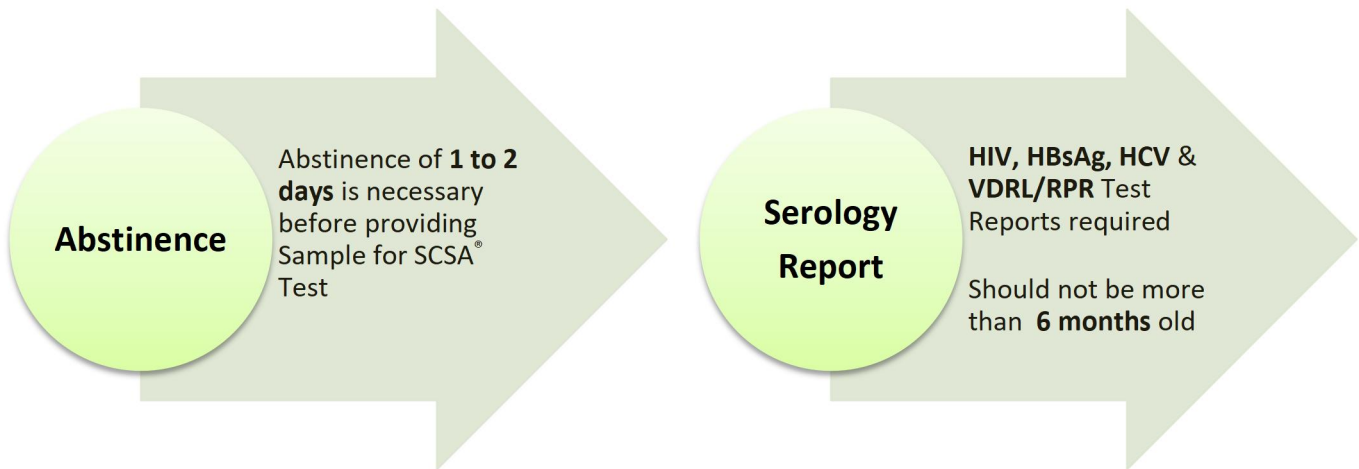 Abstinence
Abstinence of 1 to 2
days is necessary
before providing
Sample for SCSA®
Test
Serology
Report
HIV, HBsAg, HCV &
VDRL/RPR Test
Reports required
Should not be more
than 6 months old